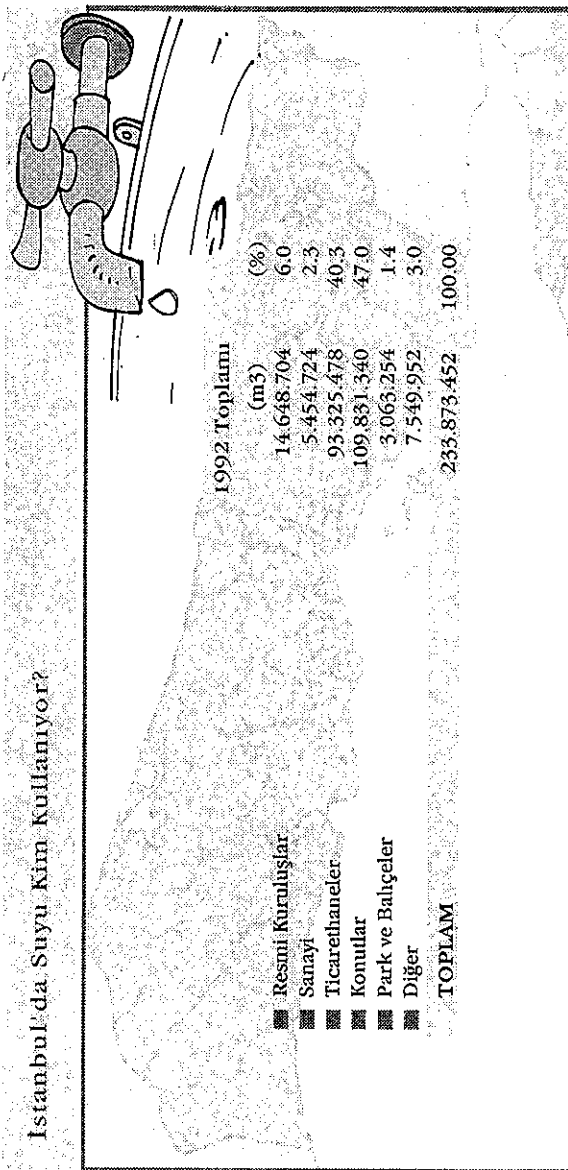 İstanbul'da Suyu Kim Kullanıyor?
1992 Toplamı
(m3) (%)
Resmi Kuruluşlar 14.648.704 6.0
Sanayi 5.454.724 2.3
Ticarethaneler 93.325.478 40.3
Konutlar 109.831.340 47.0
Park ve Bahçeler 3.063.254 1.4
Diğer 7.549.952 3.0
TOPLAM 233.873.452 100.00